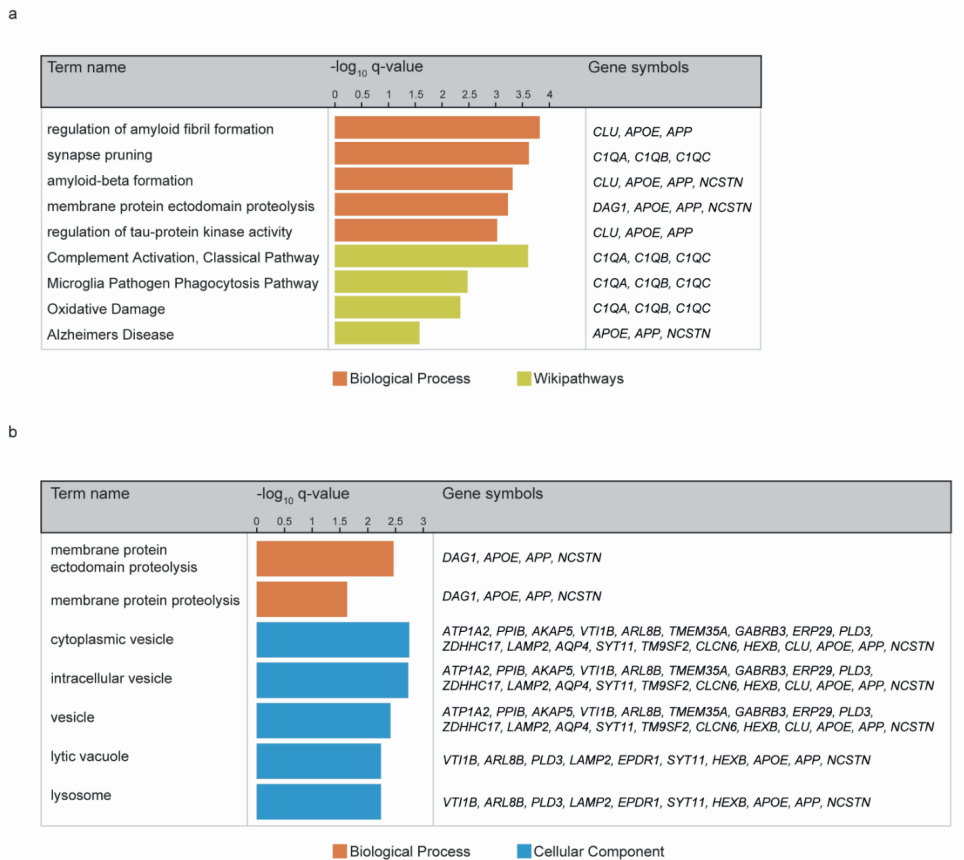 a
Term name -log10 q-value Gene symbols
0 0.5 1 1.5 2 2.5 3 3.5 4
regulation of amyloid fibril formation CLU, APOE, APP
synapse pruning C1QA, C1QB, C1QC
amyloid-beta formation CLU, APOE, APP, NCSTN
membrane protein ectodomain proteolysis DAG1, APOE, APP, NCSTN
regulation of tau-protein kinase activity CLU, APOE, APP
Complement Activation, Classical Pathway C1QA, C1QB, C1QC
Microglia Pathogen Phagocytosis Pathway C1QA, C1QB, C1QC
Oxidative Damage C1QA, C1QB, C1QC
Alzheimers Disease APOE, APP, NCSTN
Biological Process Wikipathways
b
Term name -log10 q-value Gene symbols
0 0.5 1 1.5 2 2.5 3
membrane protein
ectodomain proteolysis DAG1, APOE, APP, NCSTN
membrane protein proteolysis DAG1, APOE, APP, NCSTN
cytoplasmic vesicle ATP1A2, PPIB, AKAP5, VTI1B, ARL8B, TMEM35A, GABRB3, ERP29, PLD3,
ZDHHC17, LAMP2, AQP4, SYT11, TM9SF2, CLCN6, HEXB, CLU, APOE, APP, NCSTN
intracellular vesicle ATP1A2, PPIB, AKAP5, VTI1B, ARL8B, TMEM35A, GABRB3, ERP29, PLD3,
ZDHHC17, LAMP2, AQP4, SYT11, TM9SF2, CLCN6, HEXB, CLU, APOE, APP, NCSTN
vesicle ATP1A2, PPIB, AKAP5, VTI1B, ARL8B, TMEM35A, GABRB3, ERP29, PLD3,
ZDHHC17, LAMP2, AQP4, SYT11, TM9SF2, CLCN6, HEXB, CLU, APOE, APP, NCSTN
lytic vacuole VTI1B, ARL8B, PLD3, LAMP2, EPDR1, SYT11, HEXB, APOE, APP, NCSTN
lysosome VTI1B, ARL8B, PLD3, LAMP2, EPDR1, SYT11, HEXB, APOE, APP, NCSTN
Biological Process Cellular Component